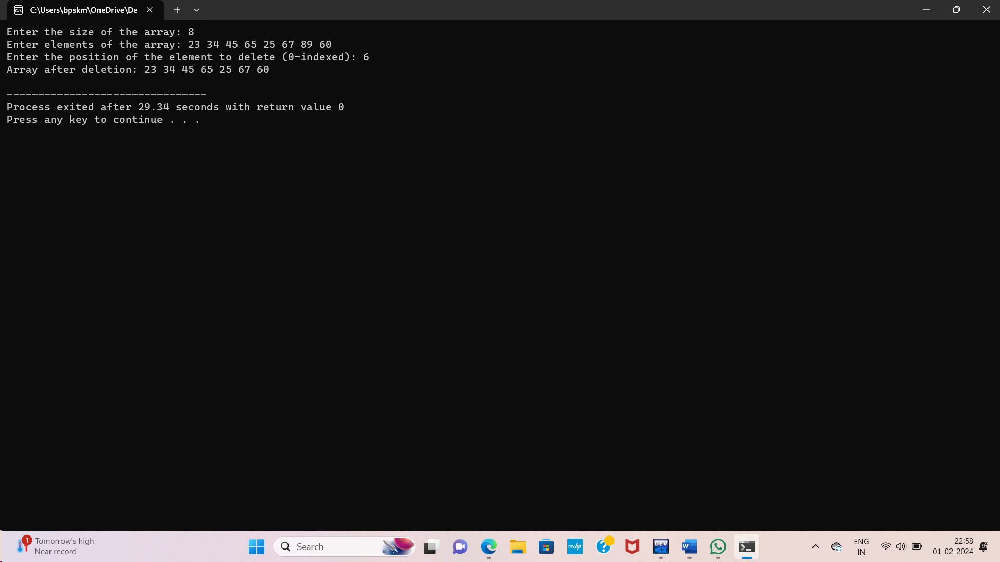 C:\Users\bpskm\OneDrive\De
Enter the size of the array: 8
Enter elements of the array: 23 34 45 65 25 67 89 60
Enter the position of the element to delete (0-indexed): 6
Array after deletion: 23 34 45 65 25 67 60
--------------------------------
Process exited after 29.34 seconds with return value 0
Press any key to continue . . .
1
Tomorrow's high
Near record
Search
myhp
DEV
W
ENG
IN
22:58
01-02-2024